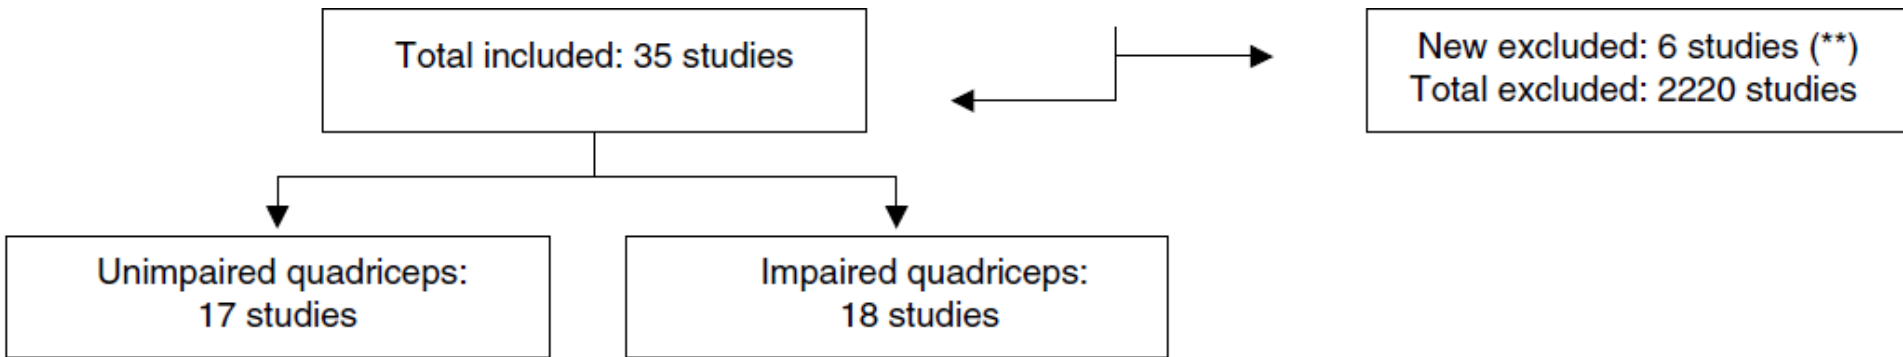 Total included: 35 studies
New excluded: 6 studies (**)
Total excluded: 2220 studies
Unimpaired quadriceps:
17 studies
Impaired quadriceps:
18 studies